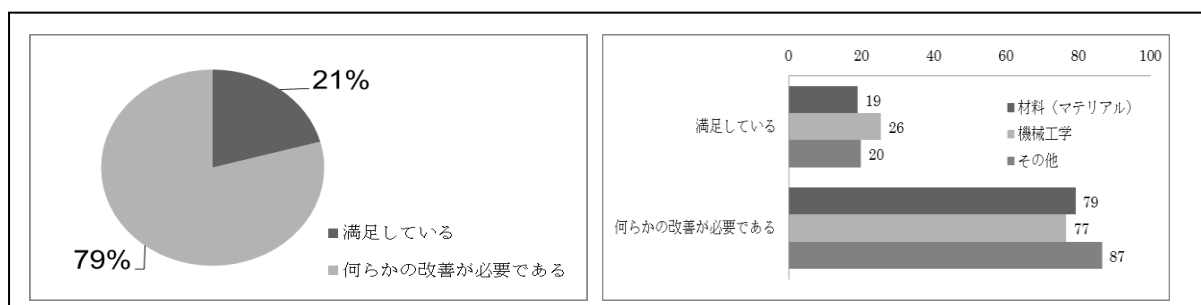 21%
79%
■満足している
■何らかの改善が必要である
0 20 40 60 80 100
満足している
19
26
20
■材料（マテリアル）
■機械工学
■その他
何らかの改善が必要である
79
77
87